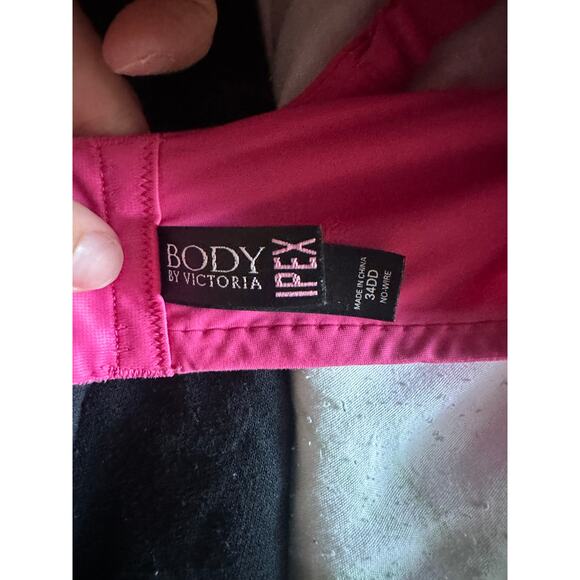 BODY
BY VICTORIA
IPEX
MADE IN CHINA
34DD
NO-WIRE